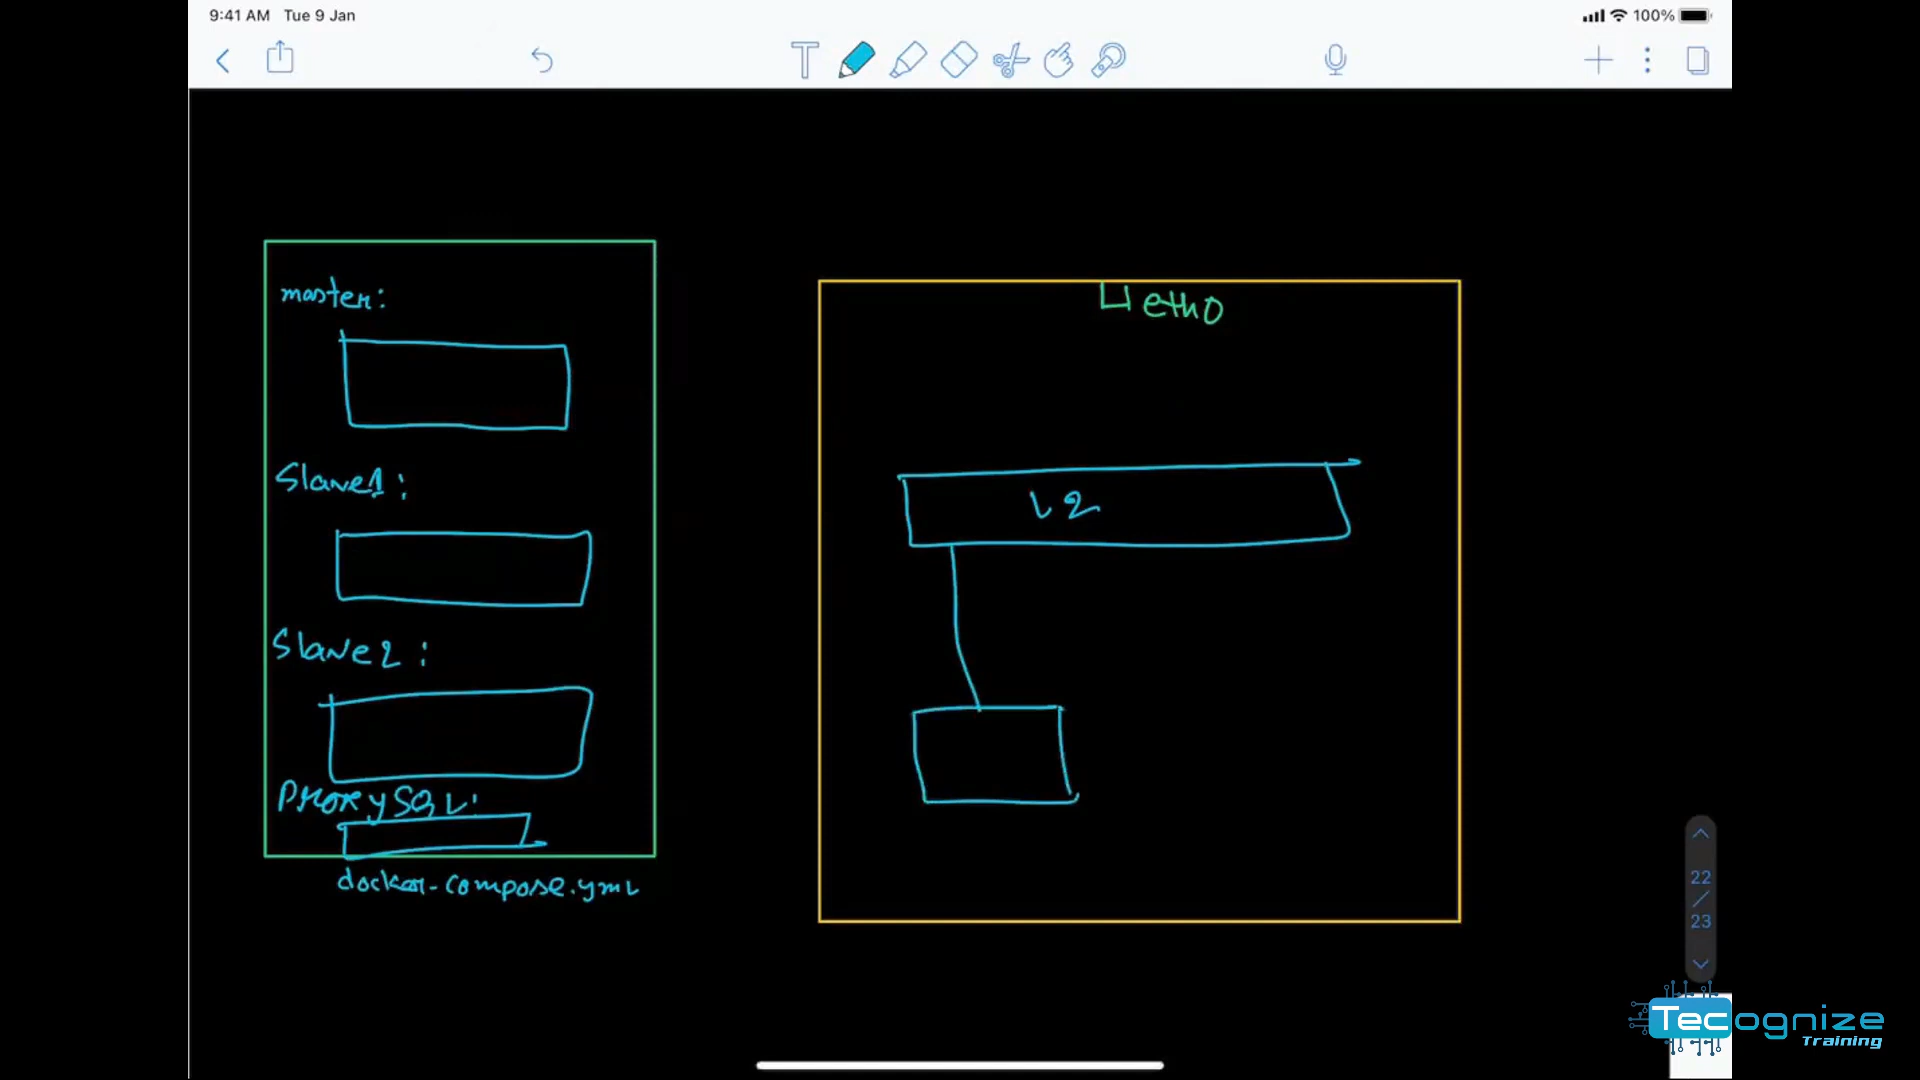 9:41 AM Tue 9 Jan
100%
master:
Slave1:
Slave2:
ProxySQL:
docker-compose.yml
eth0
L2
22
/
23
Tecognize
Training